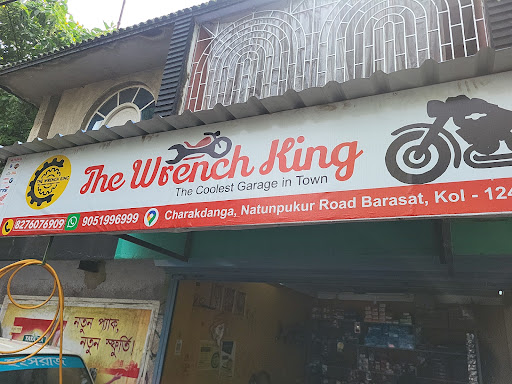 The Wrench King
The Coolest Garage in Town
8276076909 9051996999 Charakdanga, Natunpukur Road Barasat, Kol - 124
নতুন প্যাক,
নতুন স্ফূর্তি